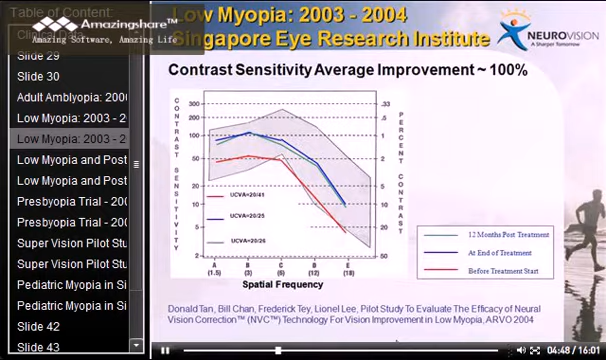 Table of Content:
Amazingshare™
Amazing Software, Amazing Life
Clinical Data
Slide 29
Slide 30
Adult Amblyopia: 200
Low Myopia: 2003 - 2
Low Myopia: 2003 - 2
Low Myopia and Post
Low Myopia and Post
Presbyopia Trial - 200
Presbyopia Trial - 200
Super Vision Pilot Stu
Super Vision Pilot Stu
Pediatric Myopia in Si
Pediatric Myopia in Si
Slide 42
Slide 43
Low Myopia: 2003 - 2004
Singapore Eye Research Institute
NEUROVISION
A Sharper Tomorrow
Contrast Sensitivity Average Improvement ~ 100%
CONTRAST SENSITIVITY
300
200
100
50
20
10
5
2
.33
.5
1
2
5
10
20
50
PERCENT CONTRAST
UCVA=20/41
UCVA=20/25
UCVA=20/26
A B C D E
(1.5) (3) (6) (12) (18)
Spatial Frequency
12 Months Post Treatment
At End of Treatment
Before Treatment Start
Donald Tan, Bill Chan, Frederick Tey, Lionel Lee, Pilot Study To Evaluate The Efficacy of Neural
Vision Correction™ (NVC™) Technology For Vision Improvement in Low Myopia, ARVO 2004
04:48 / 16:01